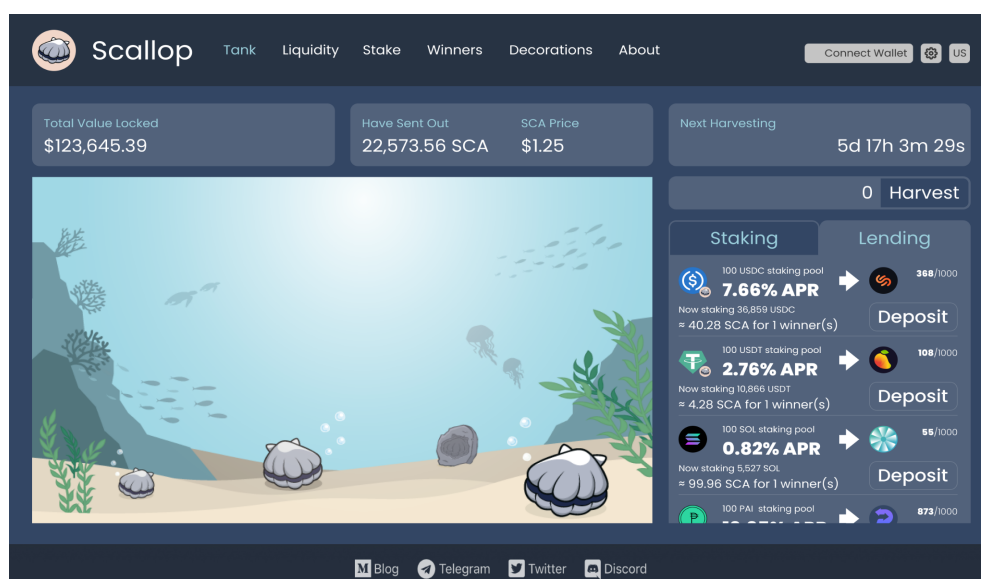 Scallop Tank Liquidity Stake Winners Decorations About Connect Wallet US
Total Value Locked
$123,645.39
Have Sent Out
22,573.56 SCA
SCA Price
$1.25
Next Harvesting
5d 17h 3m 29s
0 Harvest
Staking Lending
100 USDC staking pool
7.66% APR
368/1000
Now staking 36,859 USDC
≈ 40.28 SCA for 1 winner(s)
Deposit
100 USDT staking pool
2.76% APR
108/1000
Now staking 10,866 USDT
≈ 4.28 SCA for 1 winner(s)
Deposit
100 SOL staking pool
0.82% APR
55/1000
Now staking 5,527 SOL
≈ 99.96 SCA for 1 winner(s)
Deposit
100 PAI staking pool
873/1000
Blog Telegram Twitter Discord